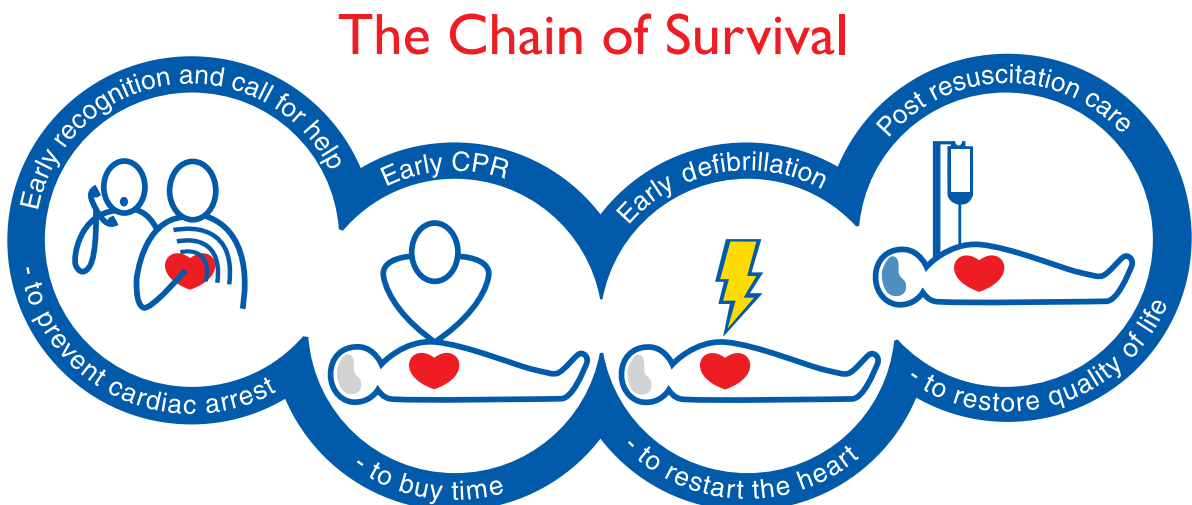 The Chain of Survival
Early recognition and call for help
- to prevent cardiac arrest
Early CPR
- to buy time
Early defibrillation
- to restart the heart
Post resuscitation care
- to restore quality of life